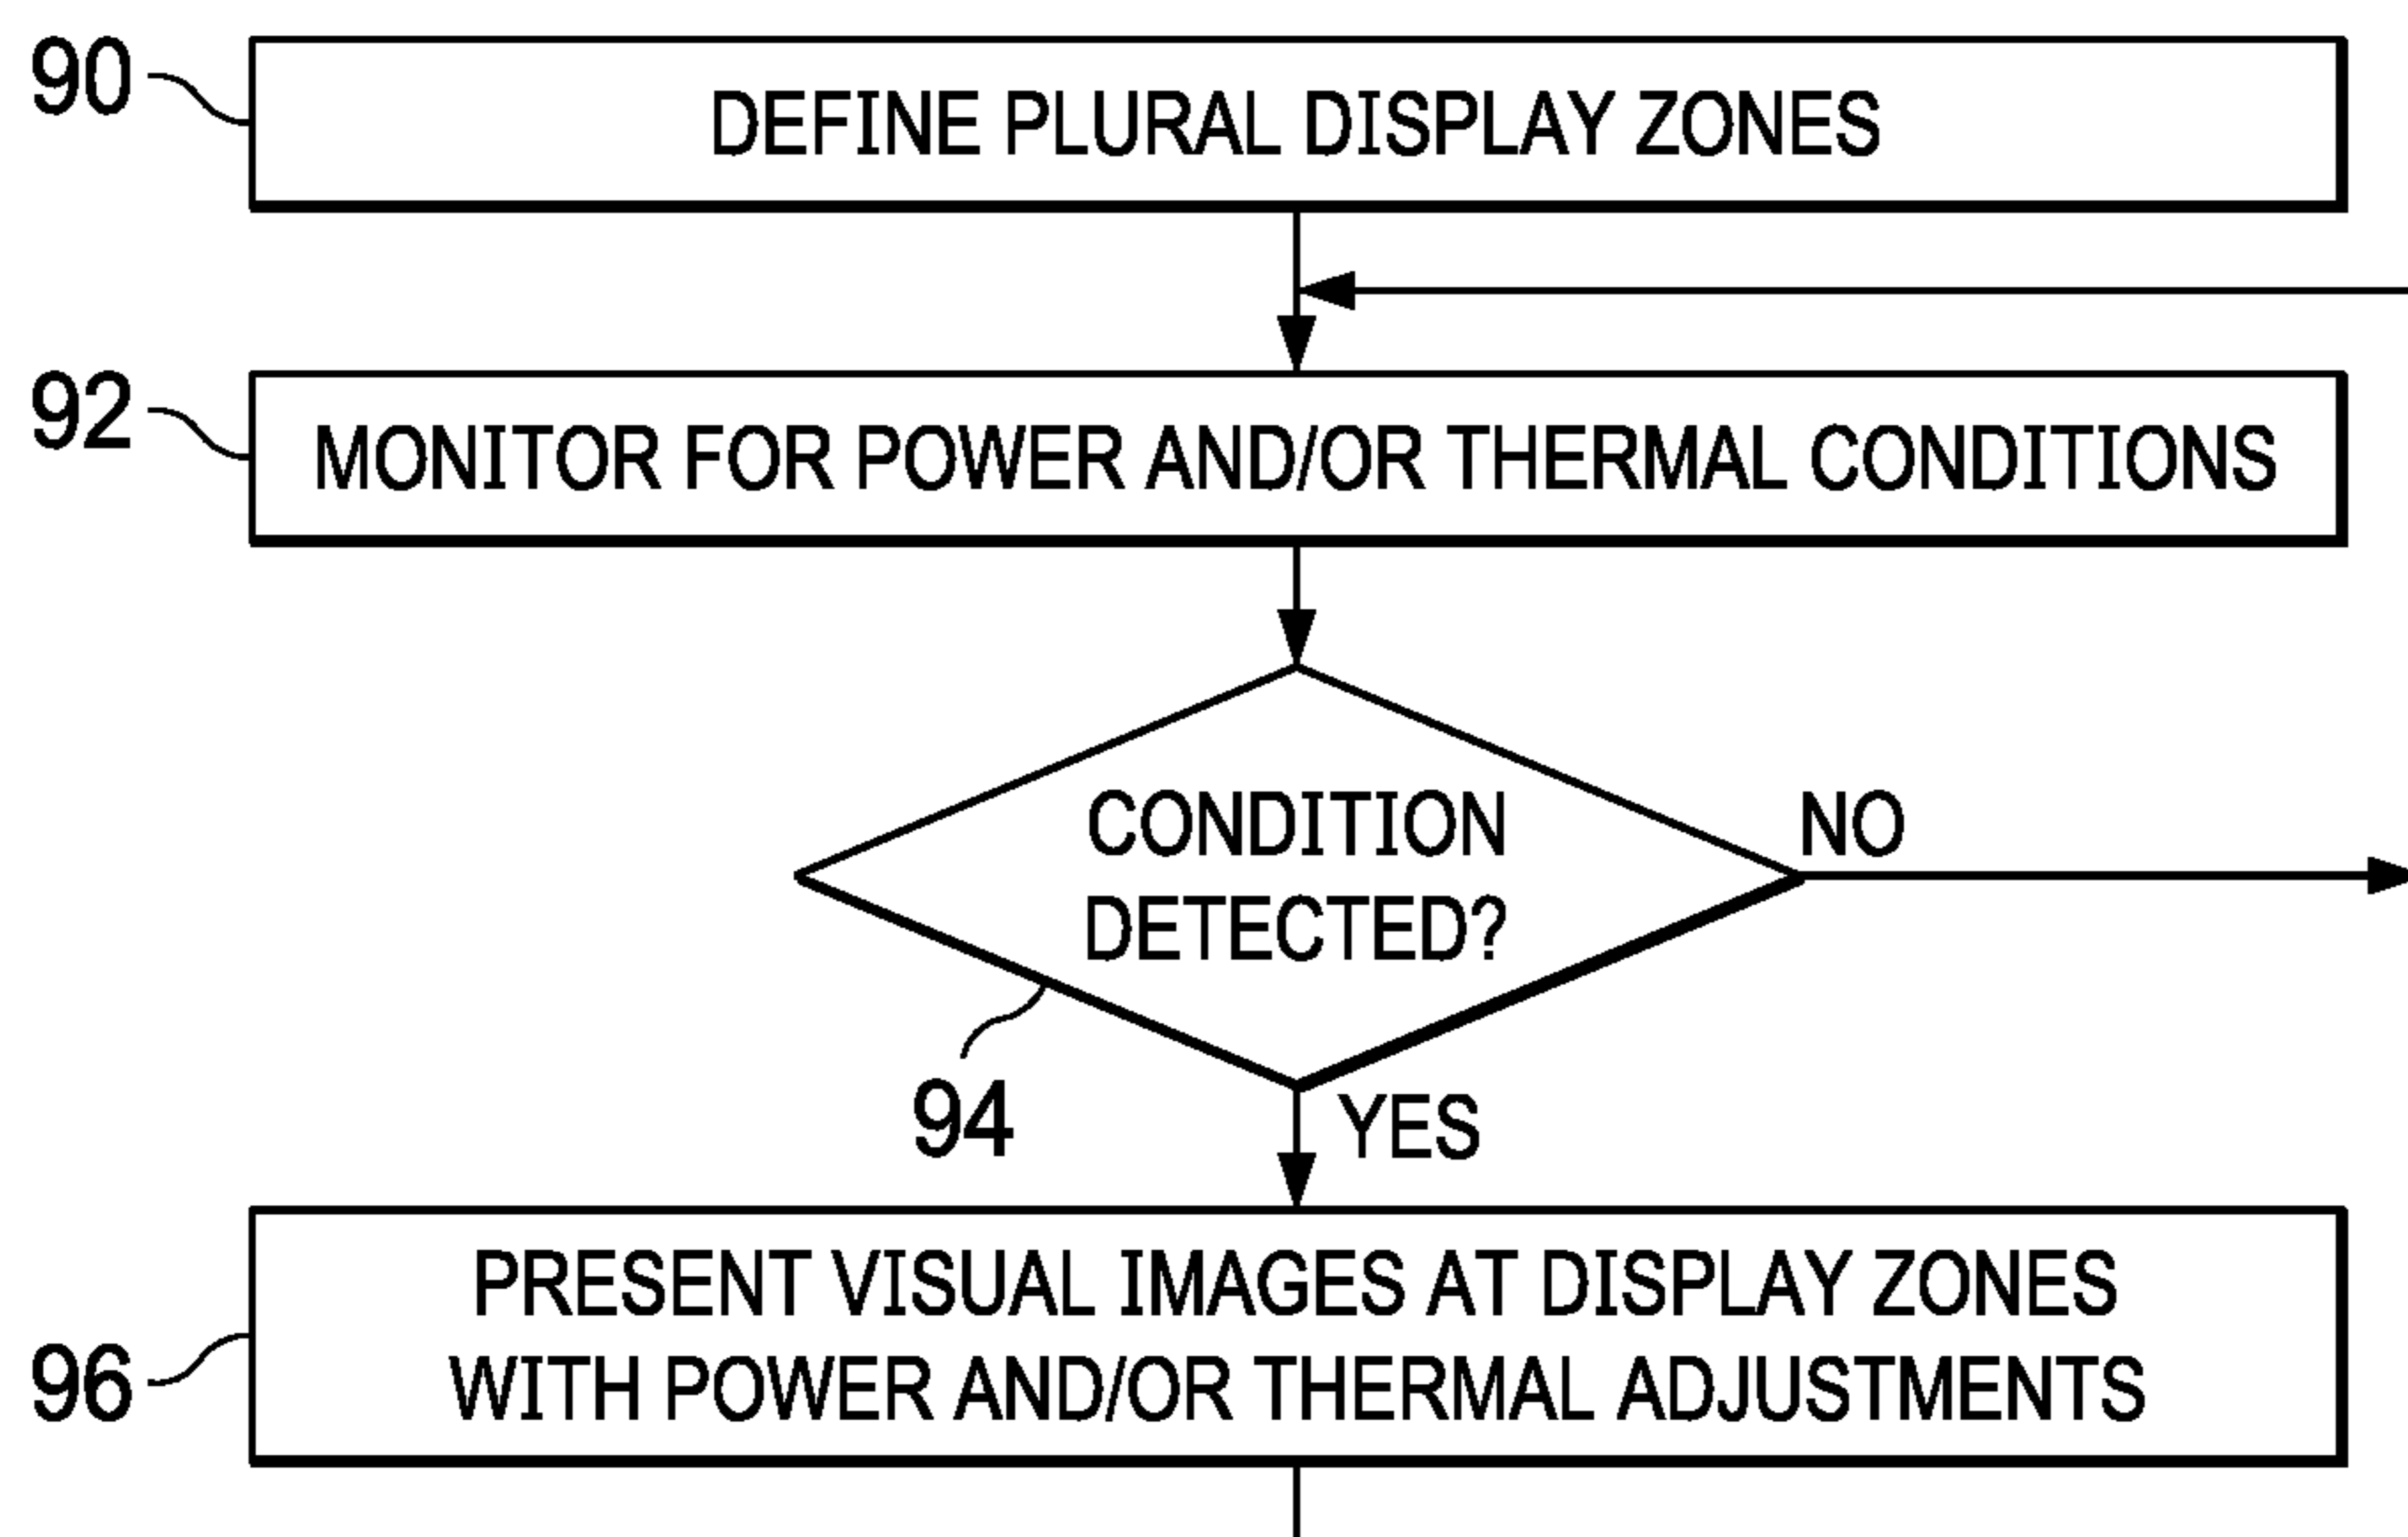 90
DEFINE PLURAL DISPLAY ZONES
92
MONITOR FOR POWER AND/OR THERMAL CONDITIONS
CONDITION
DETECTED?
NO
94
YES
PRESENT VISUAL IMAGES AT DISPLAY ZONES
96
WITH POWER AND/OR THERMAL ADJUSTMENTS